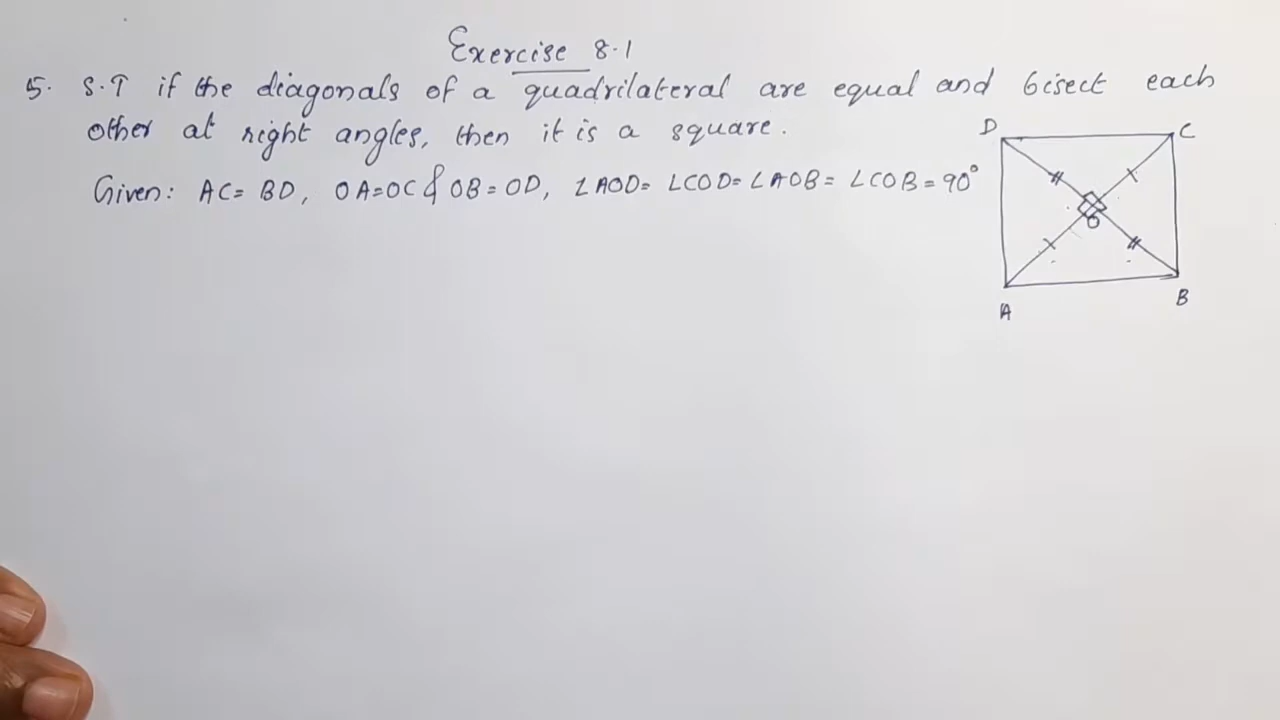 Exercise 8.1
5. S.T if the diagonals of a quadrilateral are equal and bisect each
other at right angles, then it is a square.
Given: AC = BD, OA=OC & OB=OD, ∠AOD= ∠COD= ∠AOB= ∠COB=90°
D C
O
A B